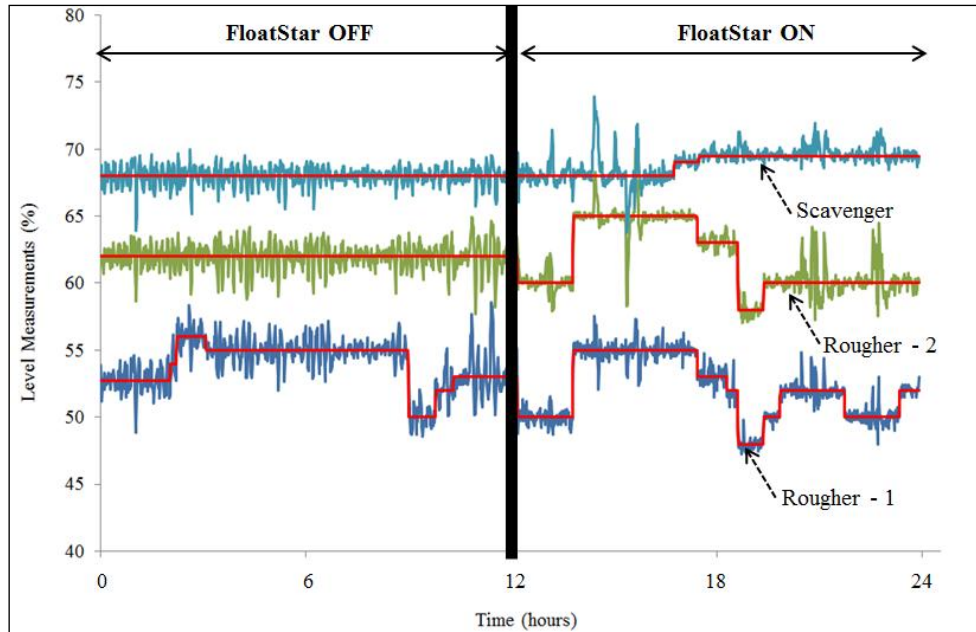 FloatStar OFF
FloatStar ON
80
75
70
65
60
55
50
45
40
Level Measurements (%)
Scavenger
Rougher - 2
Rougher - 1
0
6
12
18
24
Time (hours)